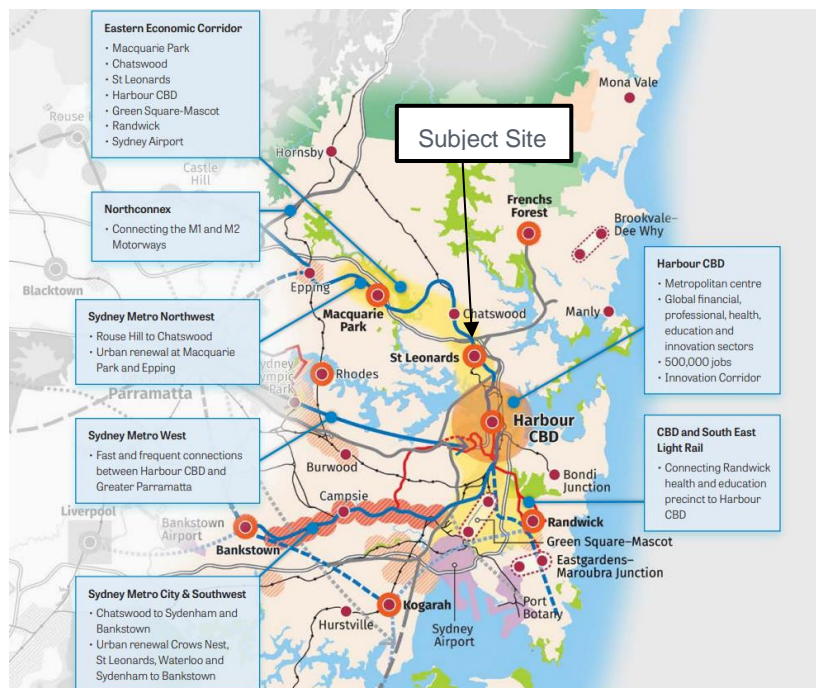 Eastern Economic Corridor
• Macquarie Park
• Chatswood
• St Leonards
• Harbour CBD
• Green Square-Mascot
• Randwick
• Sydney Airport
Northconnex
• Connecting the M1 and M2
Motorways
Sydney Metro Northwest
• Rouse Hill to Chatswood
• Urban renewal at Macquarie
Park and Epping
Sydney Metro West
• Fast and frequent connections
between Harbour CBD and
Greater Parramatta
Sydney Metro City & Southwest
• Chatswood to Sydenham and
Bankstown
• Urban renewal Crows Nest,
St Leonards, Waterloo and
Sydenham to Bankstown
Subject Site
Harbour CBD
• Metropolitan centre
• Global financial,
professional, health,
education and
innovation sectors
• 500,000 jobs
• Innovation Corridor
CBD and South East
Light Rail
• Connecting Randwick
health and education
precinct to Harbour
CBD
Mona Vale
Rouse
Hornsby
Castle
Hill
Frenchs
Forest
Brookvale–
Dee Why
Blacktown
Epping
Macquarie
Park
Chatswood
Manly
St Leonards
Rhodes
Park
Parramatta
Harbour
CBD
Burwood
Bondi
Junction
Campsie
Liverpool
Bankstown
Airport
Bankstown
Randwick
Green Square–Mascot
Eastgardens–
Maroubra Junction
Kogarah
Hurstville
Sydney
Airport
Port
Botany